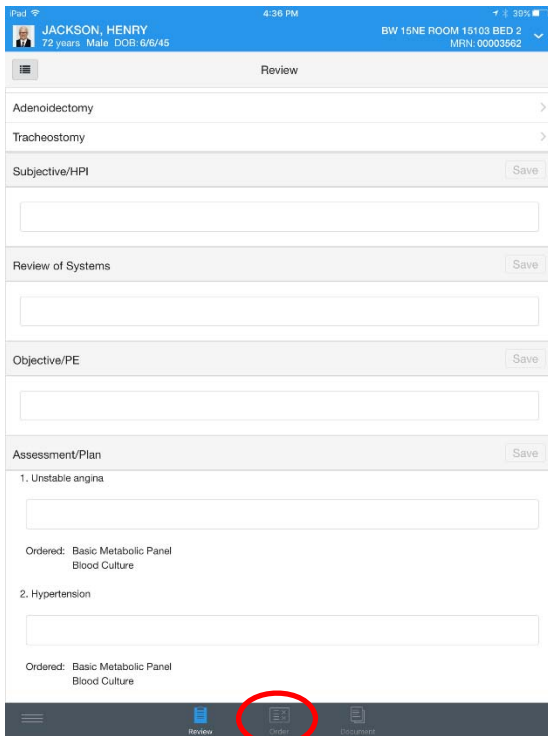 iPad 4:36 PM 39%
JACKSON, HENRY BW 15NE ROOM 15103 BED 2
72 years Male DOB: 6/6/45 MRN: 00003562
Review
Adenoidectomy
Tracheostomy
Subjective/HPI Save
Review of Systems Save
Objective/PE Save
Assessment/Plan Save
1. Unstable angina
Ordered: Basic Metabolic Panel
Blood Culture
2. Hypertension
Ordered: Basic Metabolic Panel
Blood Culture
Review Order Document